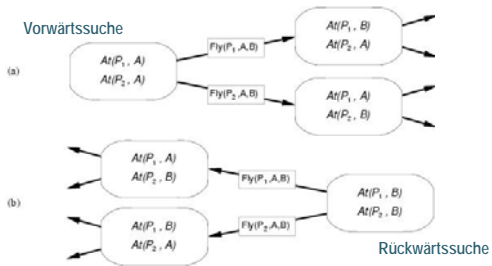 Vorwärtssuche
(a)
At(P₁ , A)
At(P₂ , A)
Fly(P₁,A,B)
At(P₁ , B)
At(P₂ , A)
Fly(P₂,A,B)
At(P₁ , A)
At(P₂ , B)
(b)
At(P₁ , A)
At(P₂ , B)
Fly(P₁,A,B)
At(P₁ , B)
At(P₂ , B)
At(P₁ , B)
At(P₂ , A)
Fly(P₂,A,B)
Rückwärtssuche